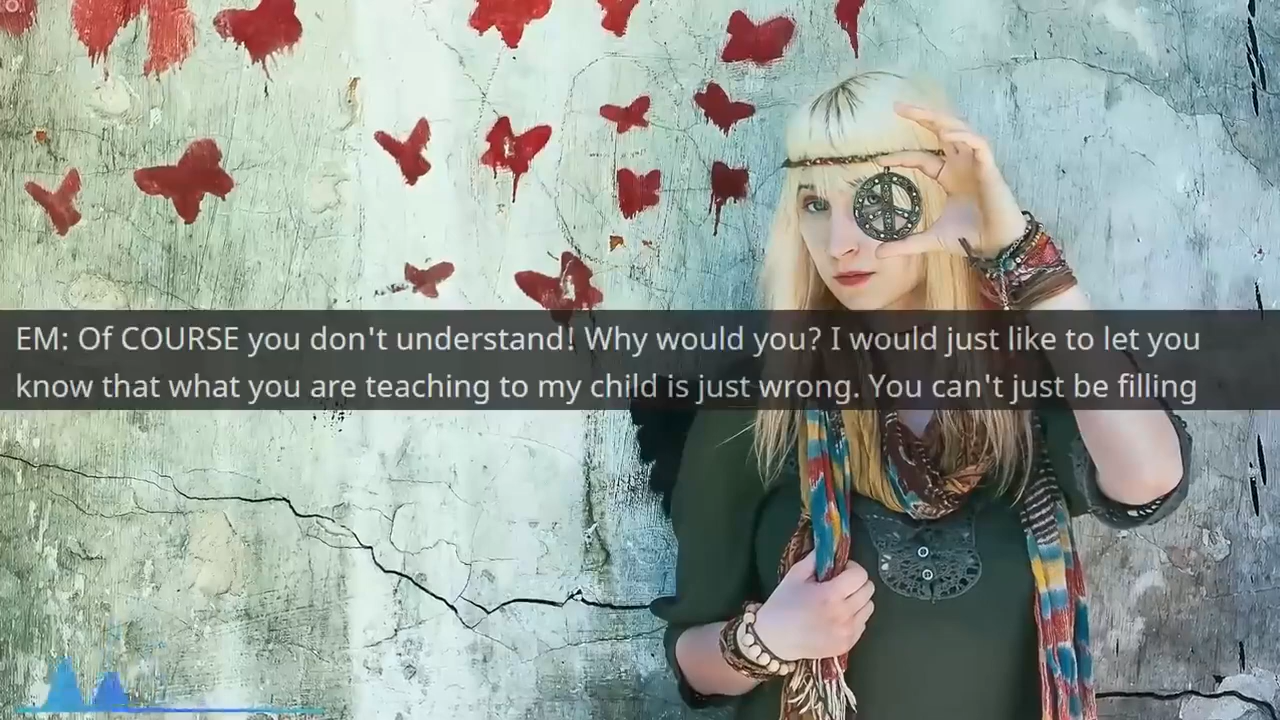 EM: Of COURSE you don't understand! Why would you? I would just like to let you
know that what you are teaching to my child is just wrong. You can't just be filling